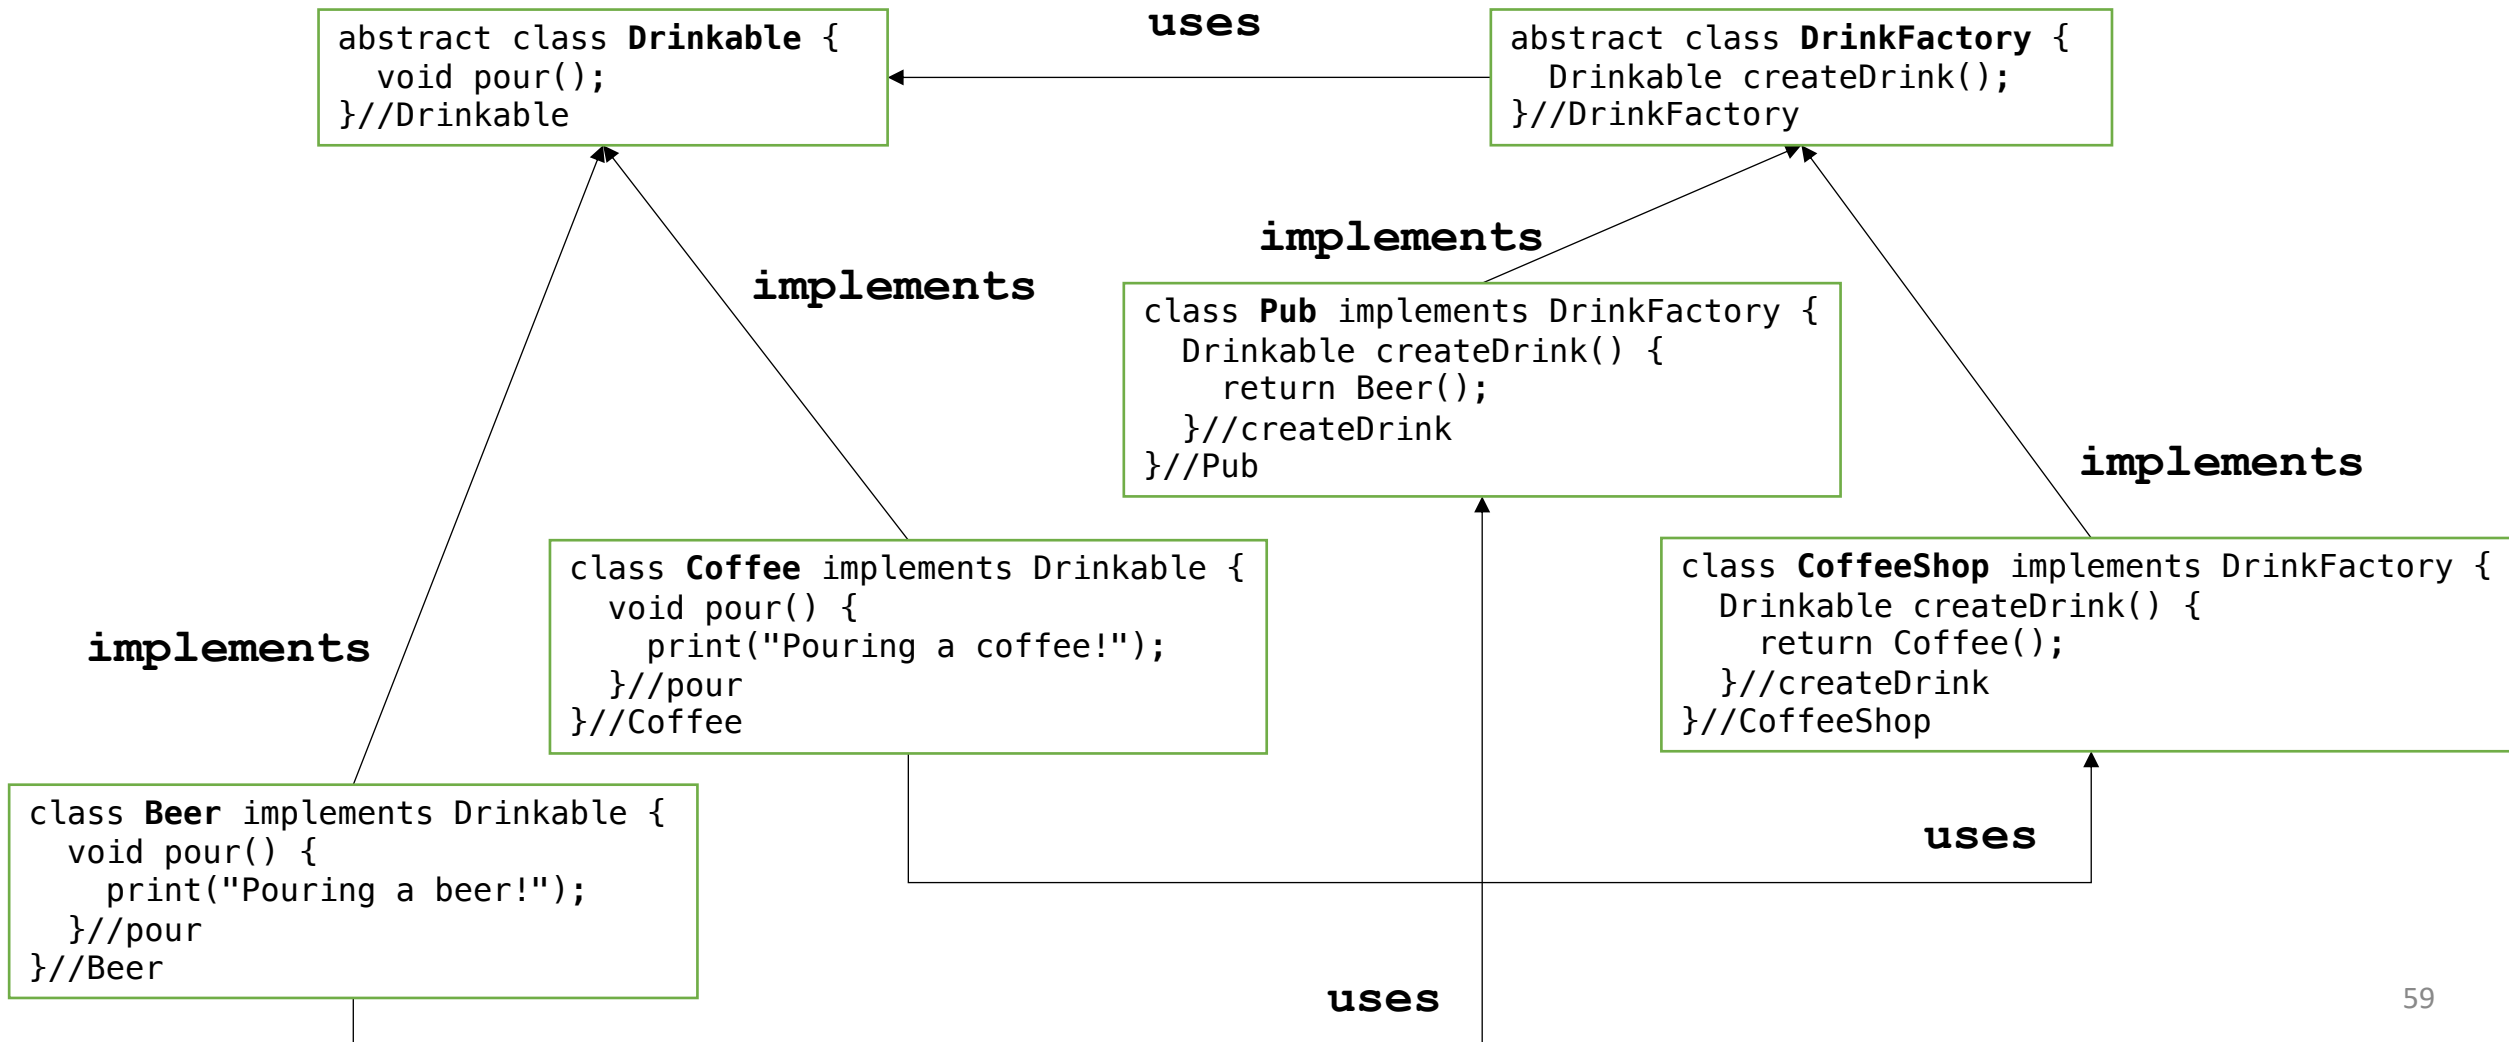 abstract class Drinkable {
  void pour();
}//Drinkable
uses
abstract class DrinkFactory {
  Drinkable createDrink();
}//DrinkFactory
implements
implements
class Pub implements DrinkFactory {
  Drinkable createDrink() {
    return Beer();
  }//createDrink
}//Pub
implements
class Coffee implements Drinkable {
  void pour() {
    print("Pouring a coffee!");
  }//pour
}//Coffee
class CoffeeShop implements DrinkFactory {
  Drinkable createDrink() {
    return Coffee();
  }//createDrink
}//CoffeeShop
implements
class Beer implements Drinkable {
  void pour() {
    print("Pouring a beer!");
  }//pour
}//Beer
uses
uses
59